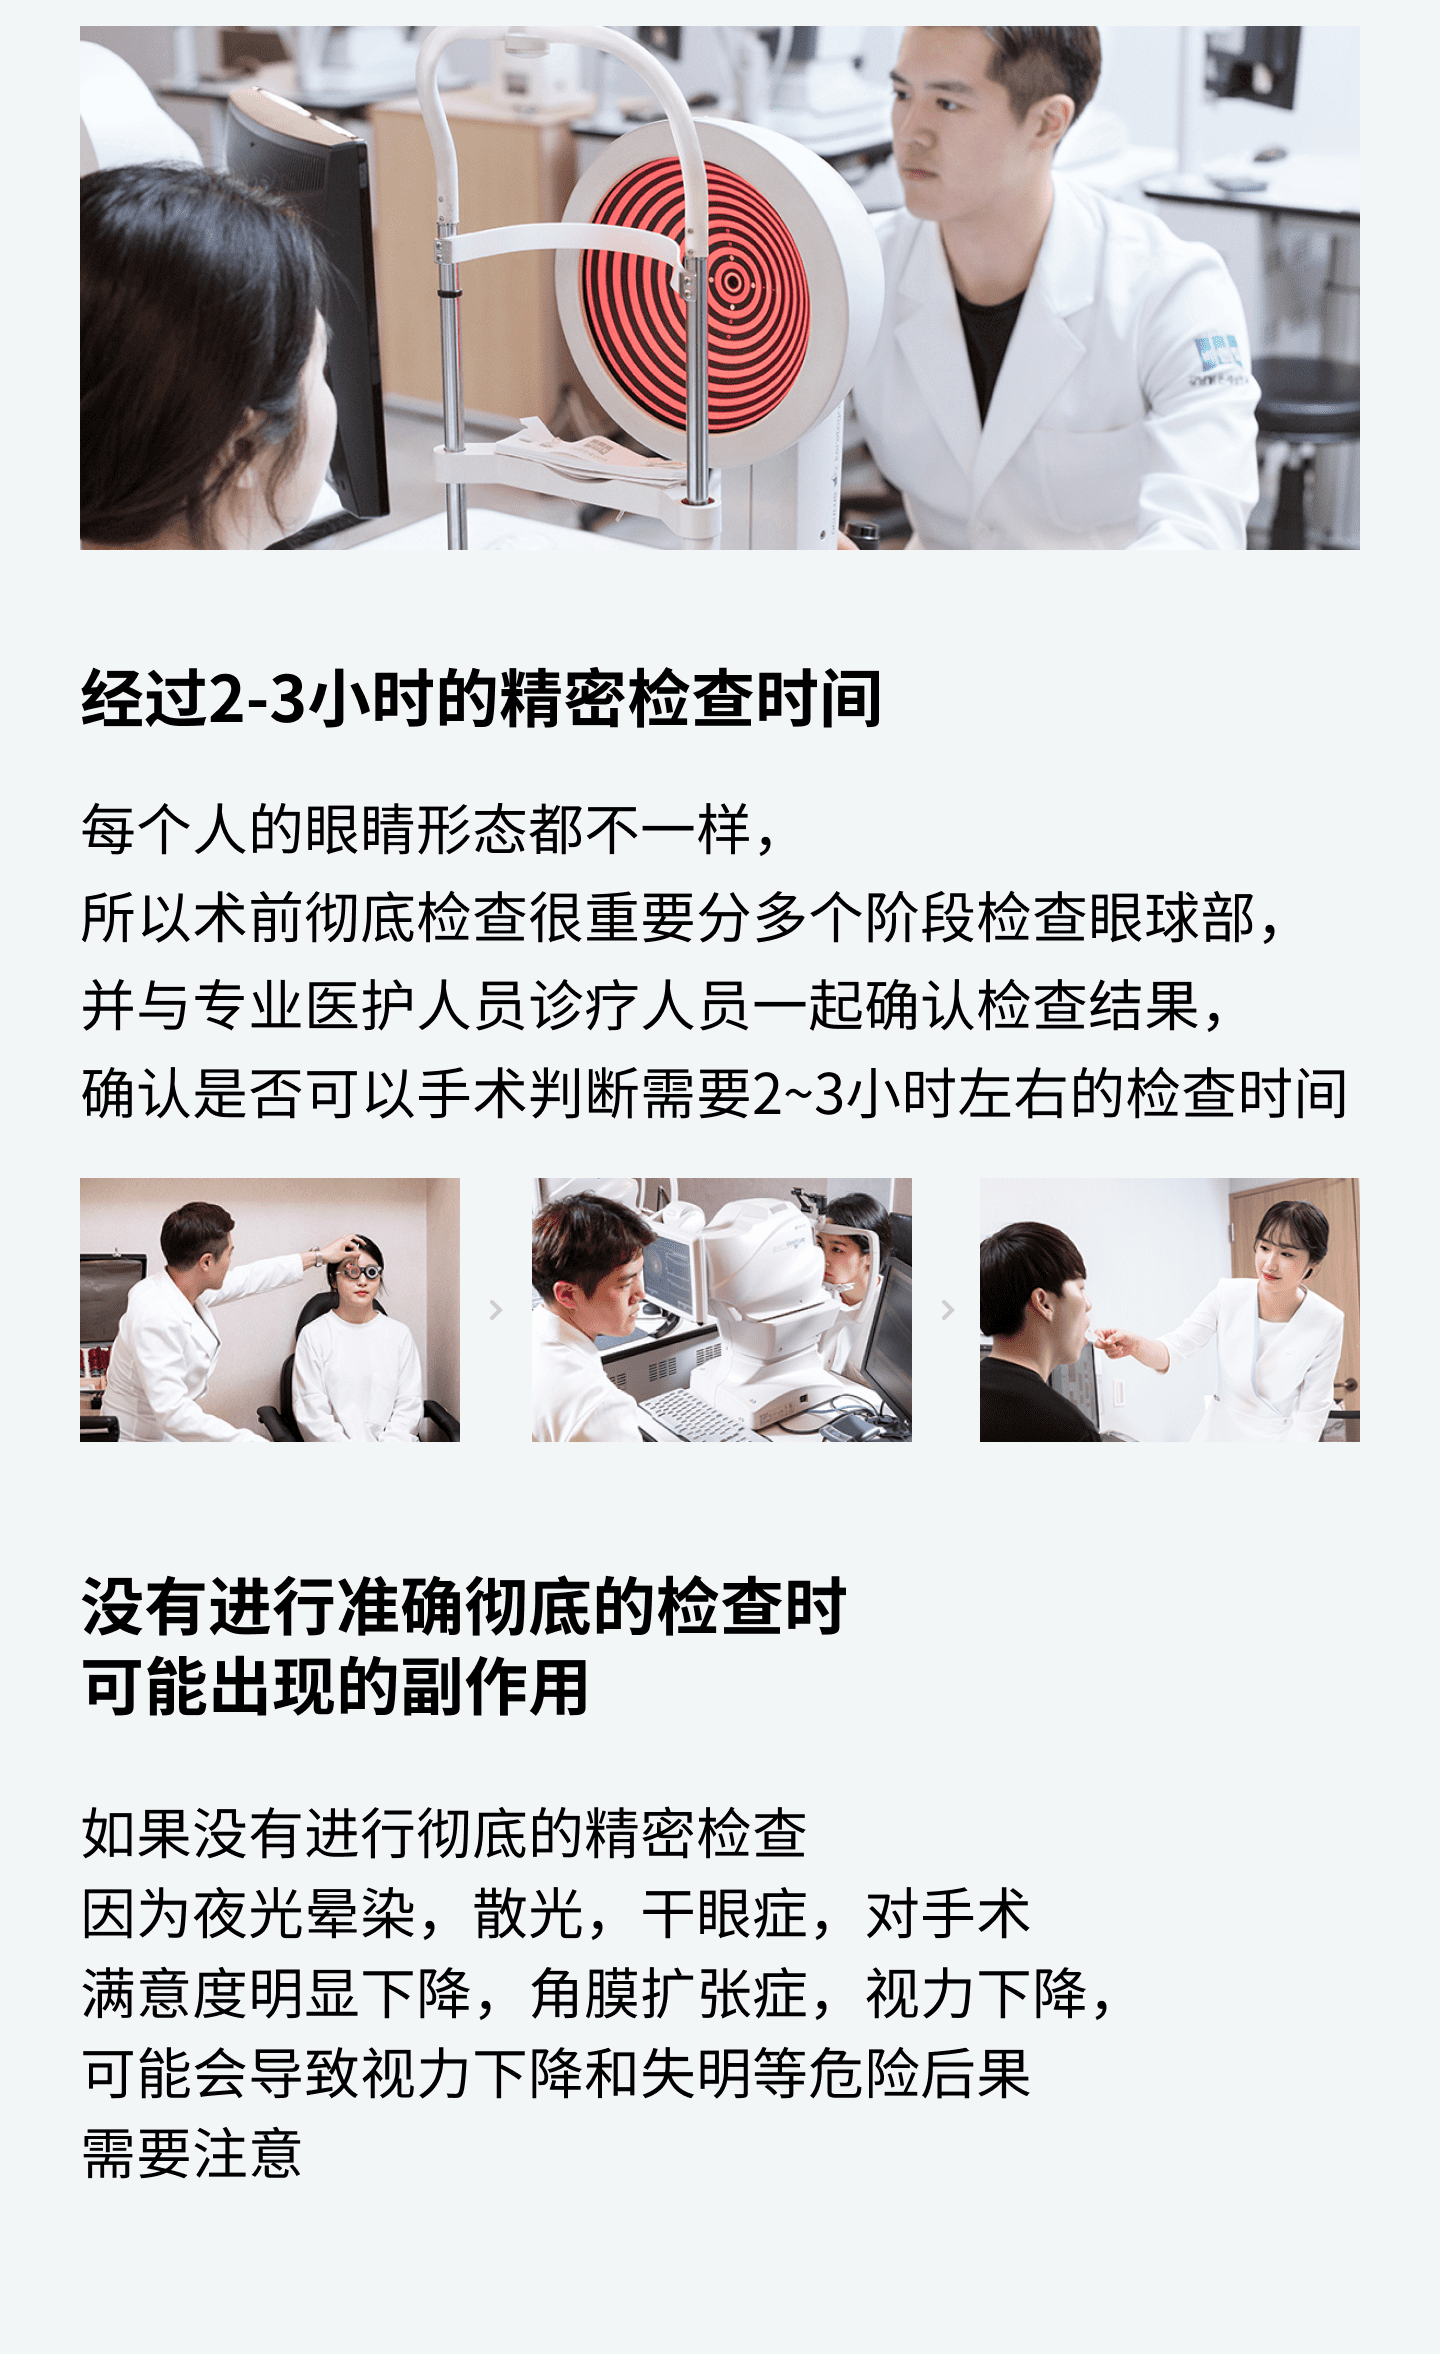 经过2-3小时的精密检查时间
每个人的眼睛形态都不一样，
所以术前彻底检查很重要分多个阶段检查眼球部，
并与专业医护人员诊疗人员一起确认检查结果，
确认是否可以手术判断需要2~3小时左右的检查时间
没有进行准确彻底的检查时
可能出现的副作用
如果没有进行彻底的精密检查
因为夜光晕染，散光，干眼症，对手术
满意度明显下降，角膜扩张症，视力下降，
可能会导致视力下降和失明等危险后果
需要注意